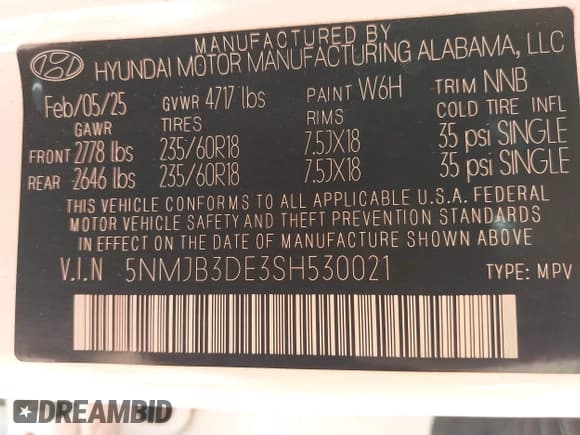 MANUFACTURED BY
HYUNDAI MOTOR MANUFACTURING ALABAMA, LLC
Feb/05/25 GVWR 4717 lbs PAINT W6H TRIM NNB
GAWR TIRES RIMS COLD TIRE INFL
FRONT 2778 lbs 235/60R18 7.5JX18 35 psi SINGLE
REAR 2646 lbs 235/60R18 7.5JX18 35 psi SINGLE
THIS VEHICLE CONFORMS TO ALL APPLICABLE U.S.A. FEDERAL
MOTOR VEHICLE SAFETY AND THEFT PREVENTION STANDARDS
IN EFFECT ON THE DATE OF MANUFACTURE SHOWN ABOVE
V.I.N 5NMJB3DE3SH530021 TYPE: MPV
DREAMBID